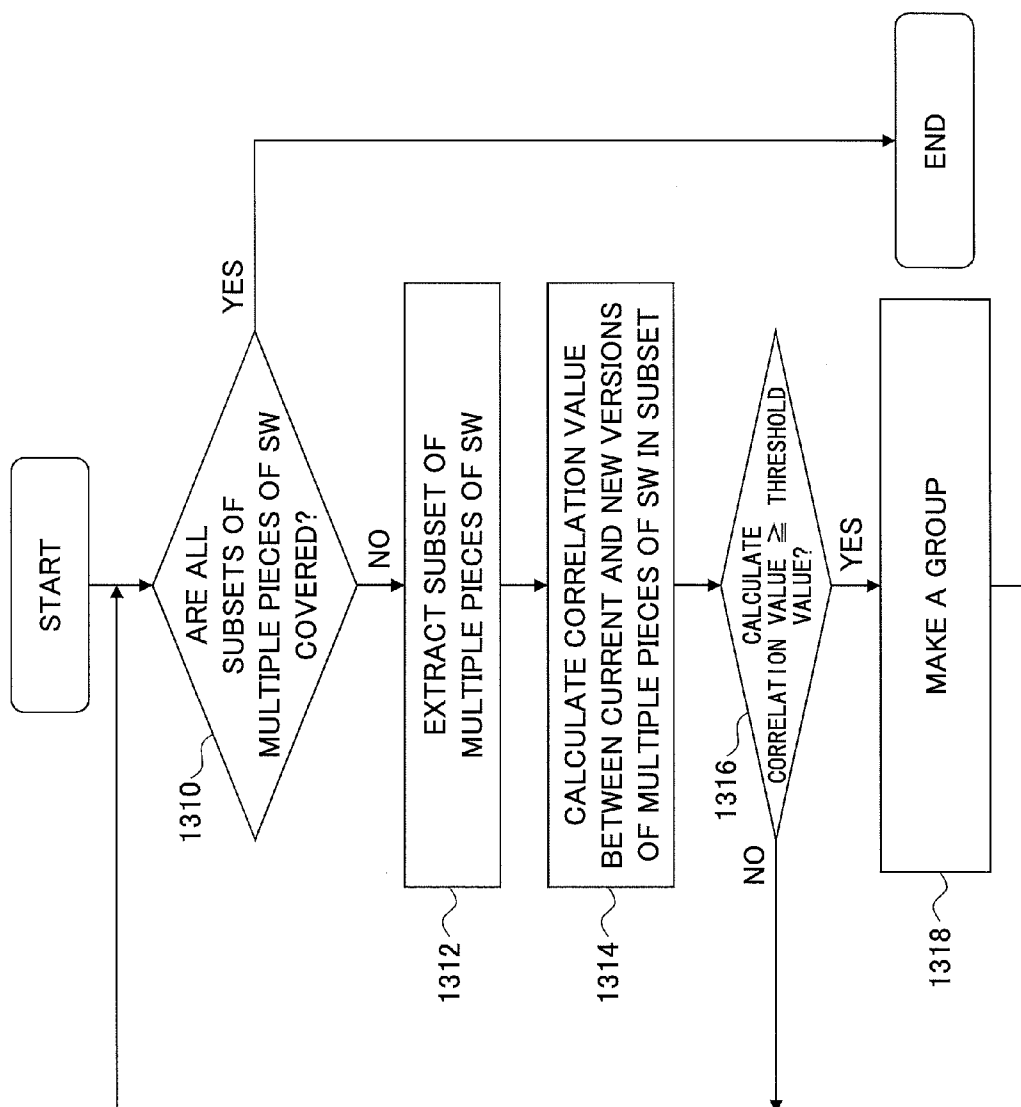 START
ARE ALL
SUBSETS OF
MULTIPLE PIECES OF SW
COVERED?
1310
YES
NO
EXTRACT SUBSET OF
MULTIPLE PIECES OF SW
1312
CALCULATE CORRELATION VALUE
BETWEEN CURRENT AND NEW VERSIONS
OF MULTIPLE PIECES OF SW IN SUBSET
1314
CALCULATE
CORRELATION VALUE ≧ THRESHOLD
VALUE?
1316
NO
YES
MAKE A GROUP
1318
END